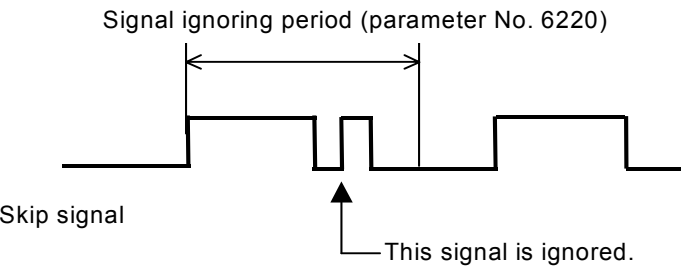 Signal ignoring period (parameter No. 6220)
Skip signal
This signal is ignored.